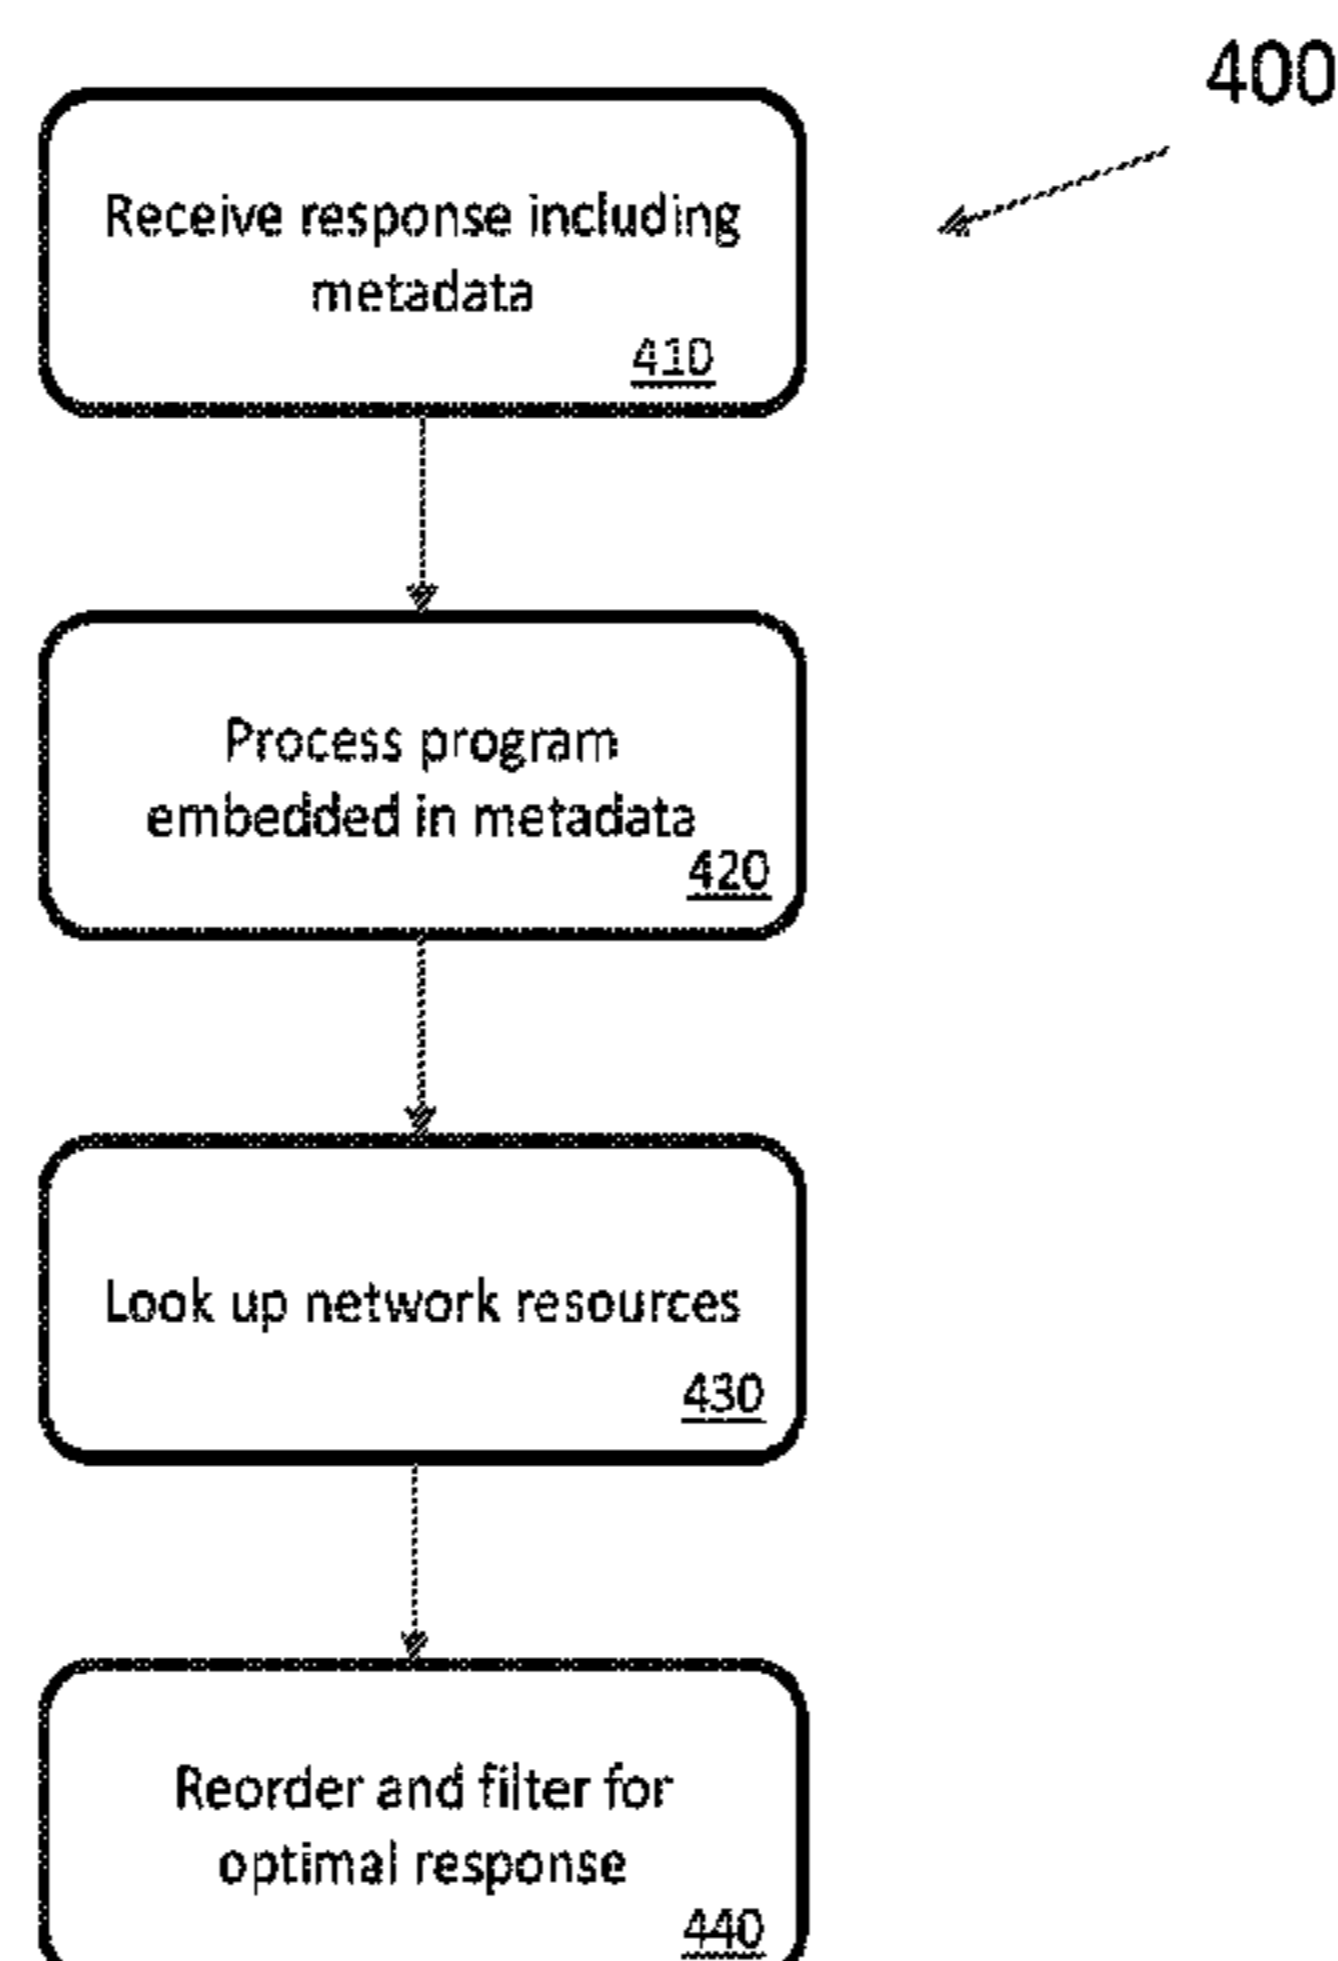 400
Receive response including
metadata
410
Process program
embedded in metadata
420
Look up network resources
430
Reorder and filter for
optimal response
440